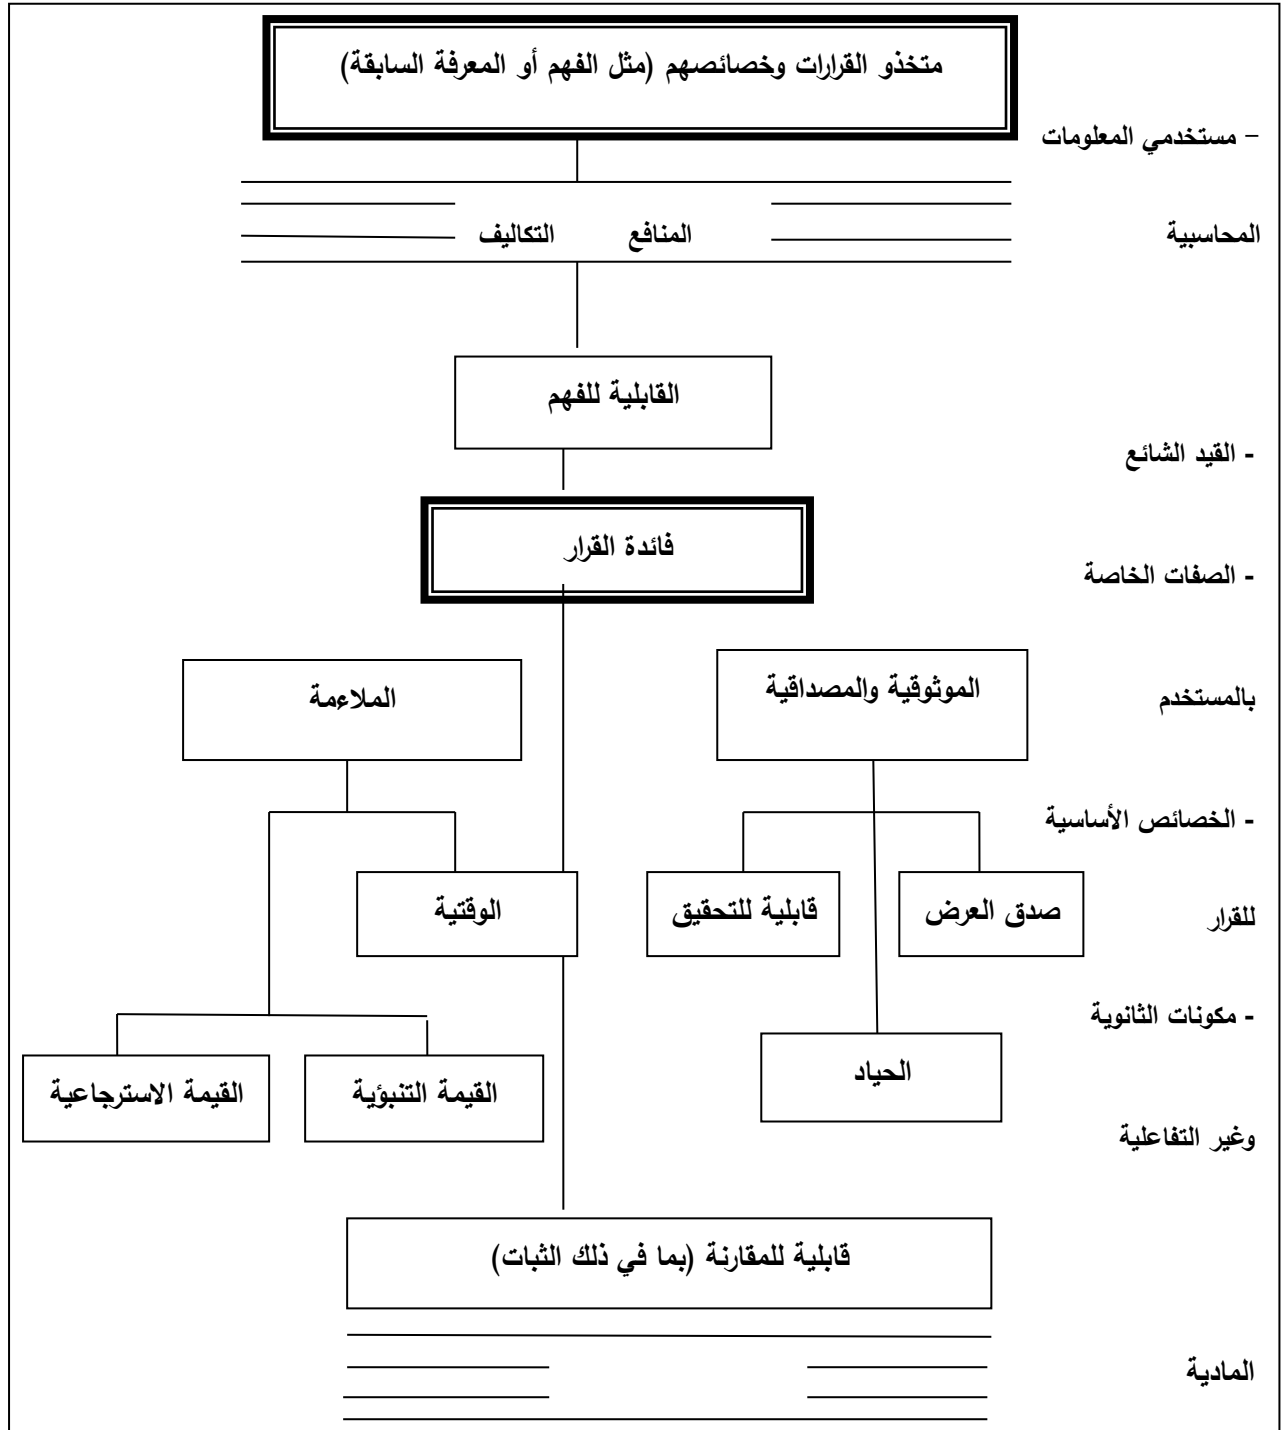 متخذو القرارات وخصائصهم (مثل الفهم أو المعرفة السابقة)
– مستخدمي المعلومات
المحاسبية
المنافع
التكاليف
القابلية للفهم
- القيد الشائع
فائدة القرار
- الصفات الخاصة
الموثوقية والمصداقية
الملاءمة
بالمستخدم
- الخصائص الأساسية
للقرار
صدق العرض
قابلية للتحقيق
الوقتية
- مكونات الثانوية
الحياد
القيمة التنبؤية
القيمة الاسترجاعية
وغير التفاعلية
قابلية للمقارنة (بما في ذلك الثبات)
المادية